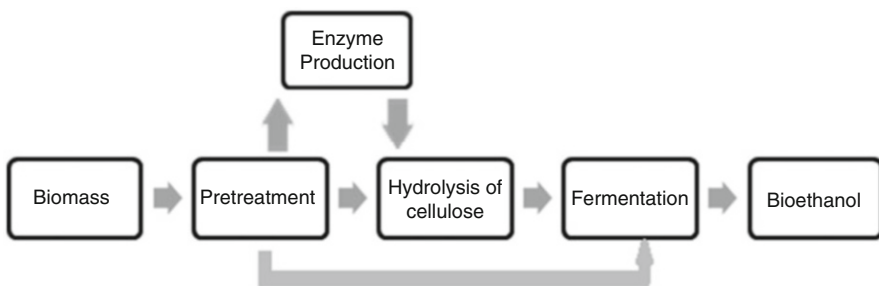 Enzyme
Production
Biomass
Pretreatment
Hydrolysis of
cellulose
Fermentation
Bioethanol